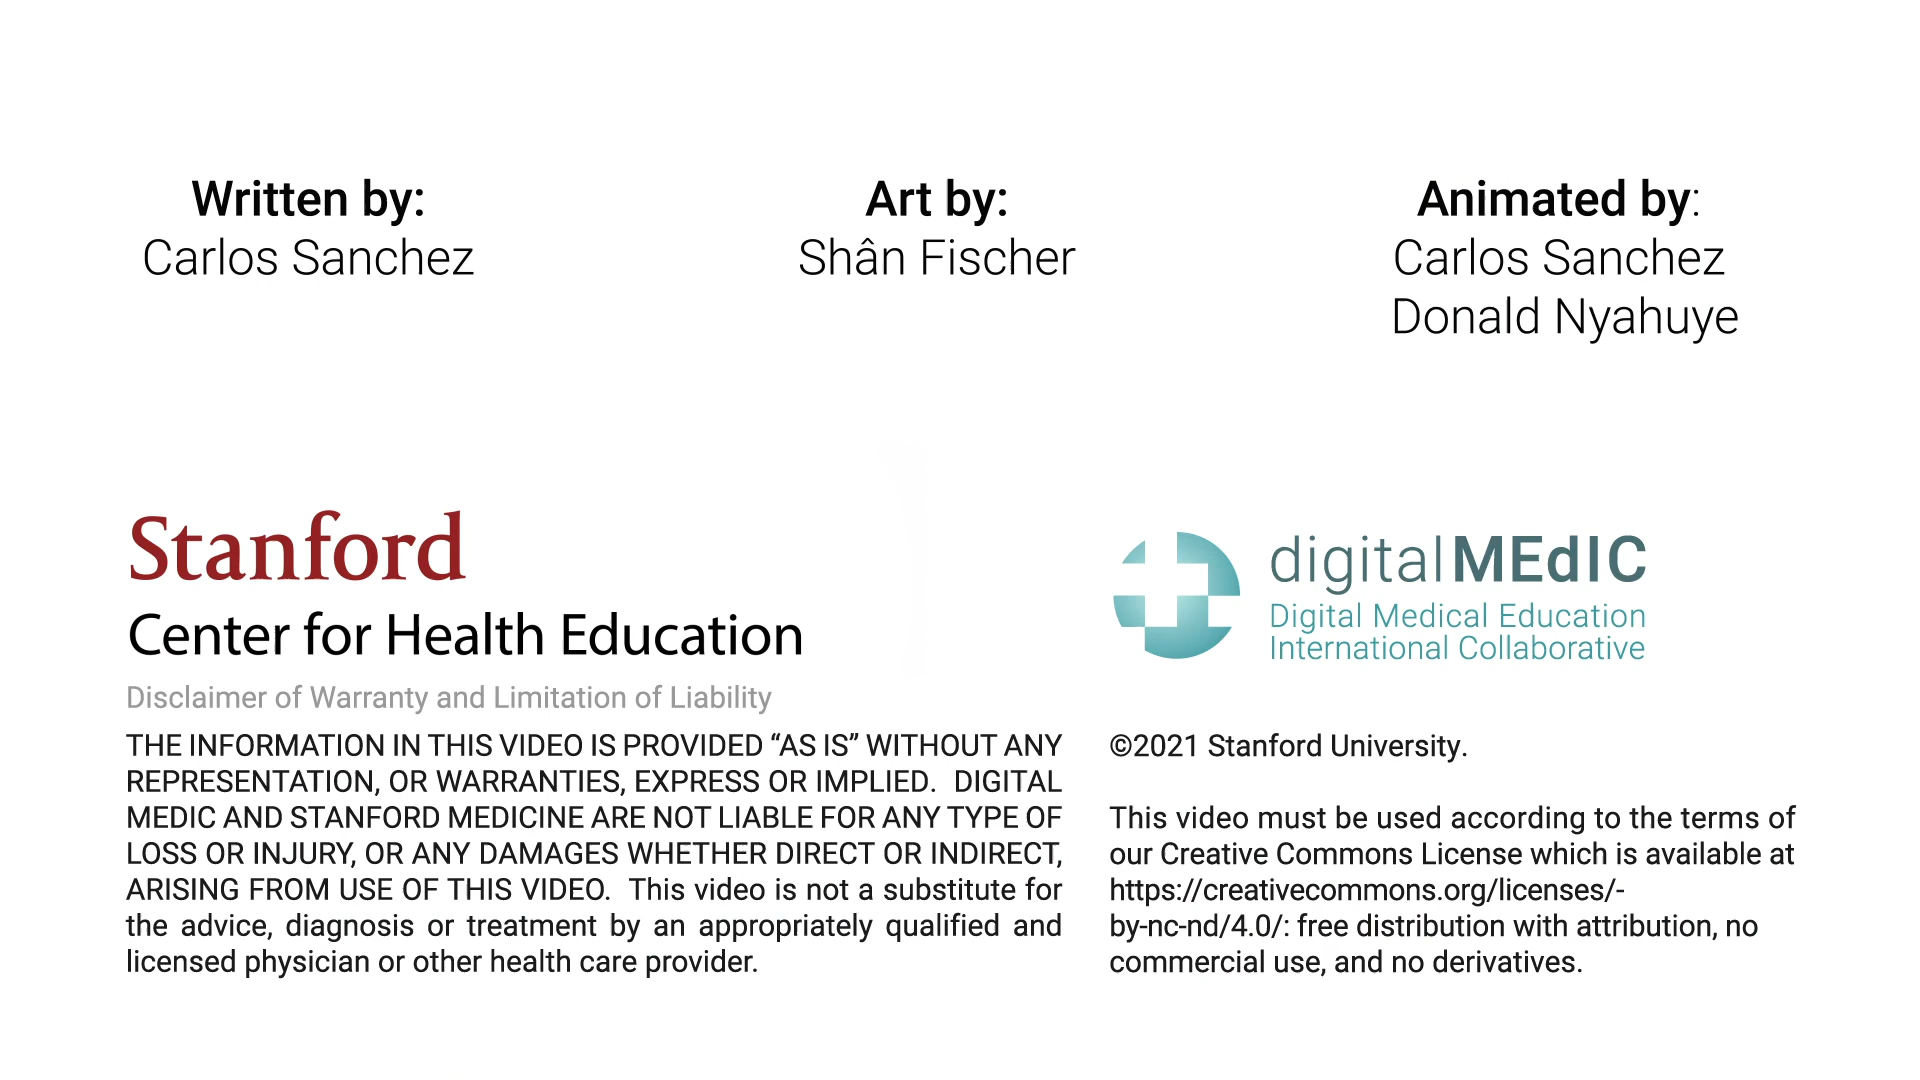 Written by:
Carlos Sanchez
Art by:
Shân Fischer
Animated by:
Carlos Sanchez
Donald Nyahuye
Stanford
Center for Health Education
digitalMEdIC
Digital Medical Education
International Collaborative
Disclaimer of Warranty and Limitation of Liability
THE INFORMATION IN THIS VIDEO IS PROVIDED “AS IS” WITHOUT ANY
REPRESENTATION, OR WARRANTIES, EXPRESS OR IMPLIED.  DIGITAL
MEDIC AND STANFORD MEDICINE ARE NOT LIABLE FOR ANY TYPE OF
LOSS OR INJURY, OR ANY DAMAGES WHETHER DIRECT OR INDIRECT,
ARISING FROM USE OF THIS VIDEO.  This video is not a substitute for
the advice, diagnosis or treatment by an appropriately qualified and
licensed physician or other health care provider.
©2021 Stanford University.
This video must be used according to the terms of
our Creative Commons License which is available at
https://creativecommons.org/licenses/-
by-nc-nd/4.0/: free distribution with attribution, no
commercial use, and no derivatives.